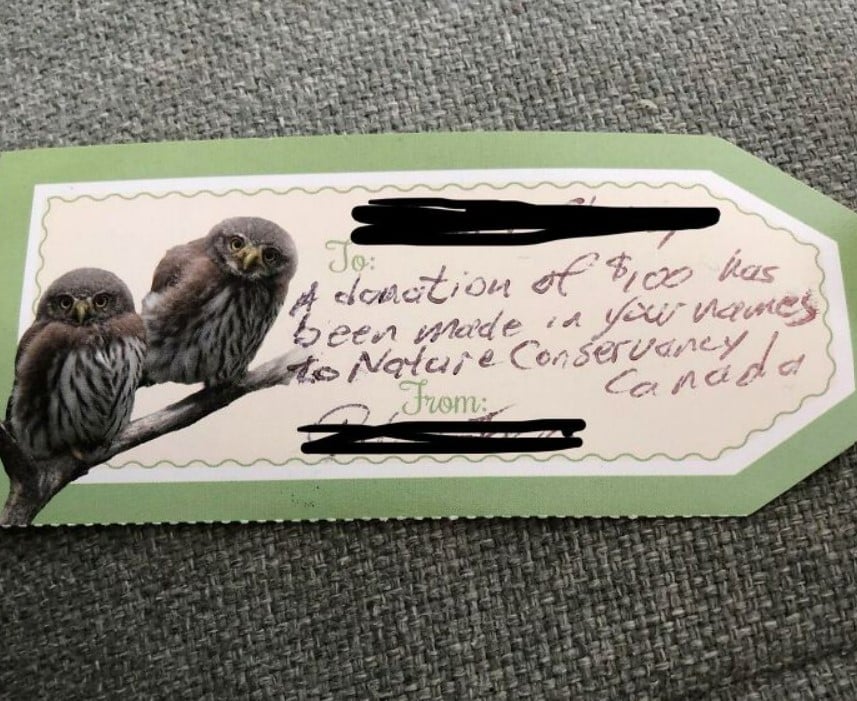 To:
A donation of $100 has
been made in your names
to Nature Conservancy
Canada
From: